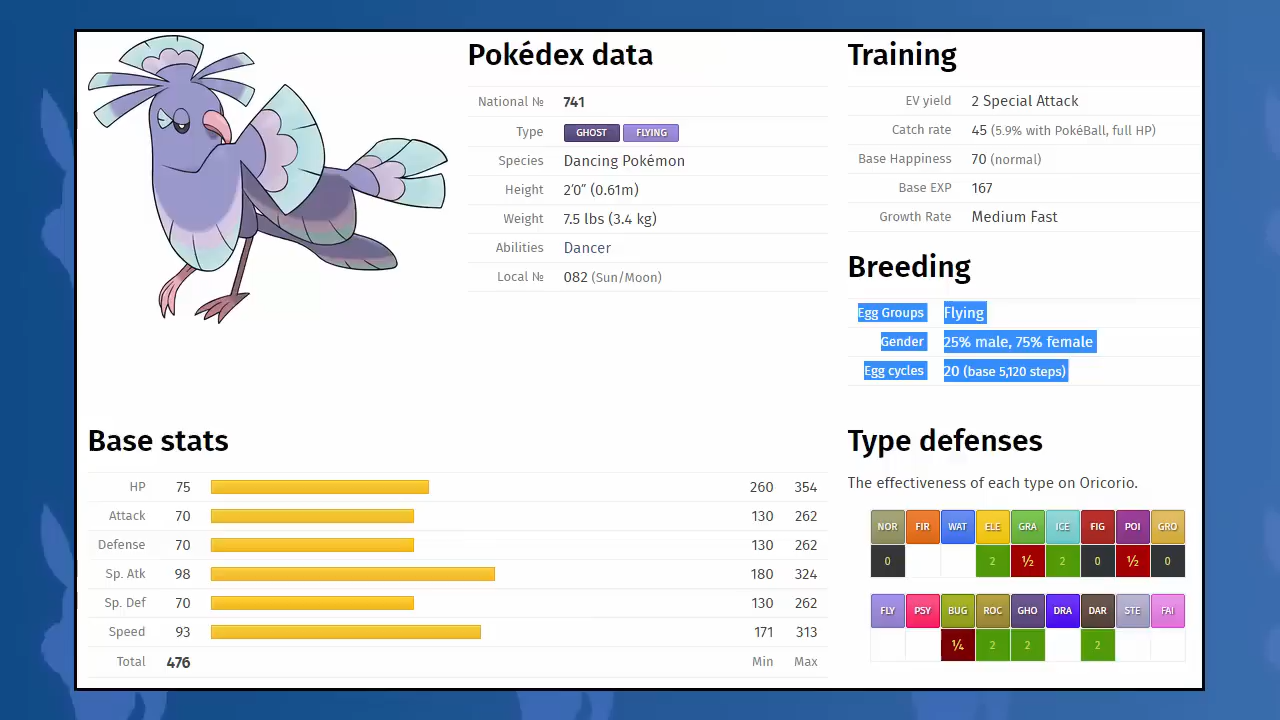 Pokédex data
National № 741
Type GHOST FLYING
Species Dancing Pokémon
Height 2'0" (0.61m)
Weight 7.5 lbs (3.4 kg)
Abilities Dancer
Local № 082 (Sun/Moon)
Training
EV yield 2 Special Attack
Catch rate 45 (5.9% with PokéBall, full HP)
Base Happiness 70 (normal)
Base EXP 167
Growth Rate Medium Fast
Breeding
Egg Groups Flying
Gender 25% male, 75% female
Egg cycles 20 (base 5,120 steps)
Base stats
HP 75 260 354
Attack 70 130 262
Defense 70 130 262
Sp. Atk 98 180 324
Sp. Def 70 130 262
Speed 93 171 313
Total 476 Min Max
Type defenses
The effectiveness of each type on Oricorio.
NOR FIR WAT ELE GRA ICE FIG POI GRO
0 2 ½ 2 0 ½ 0
FLY PSY BUG ROC GHO DRA DAR STE FAI
¼ 2 2 2